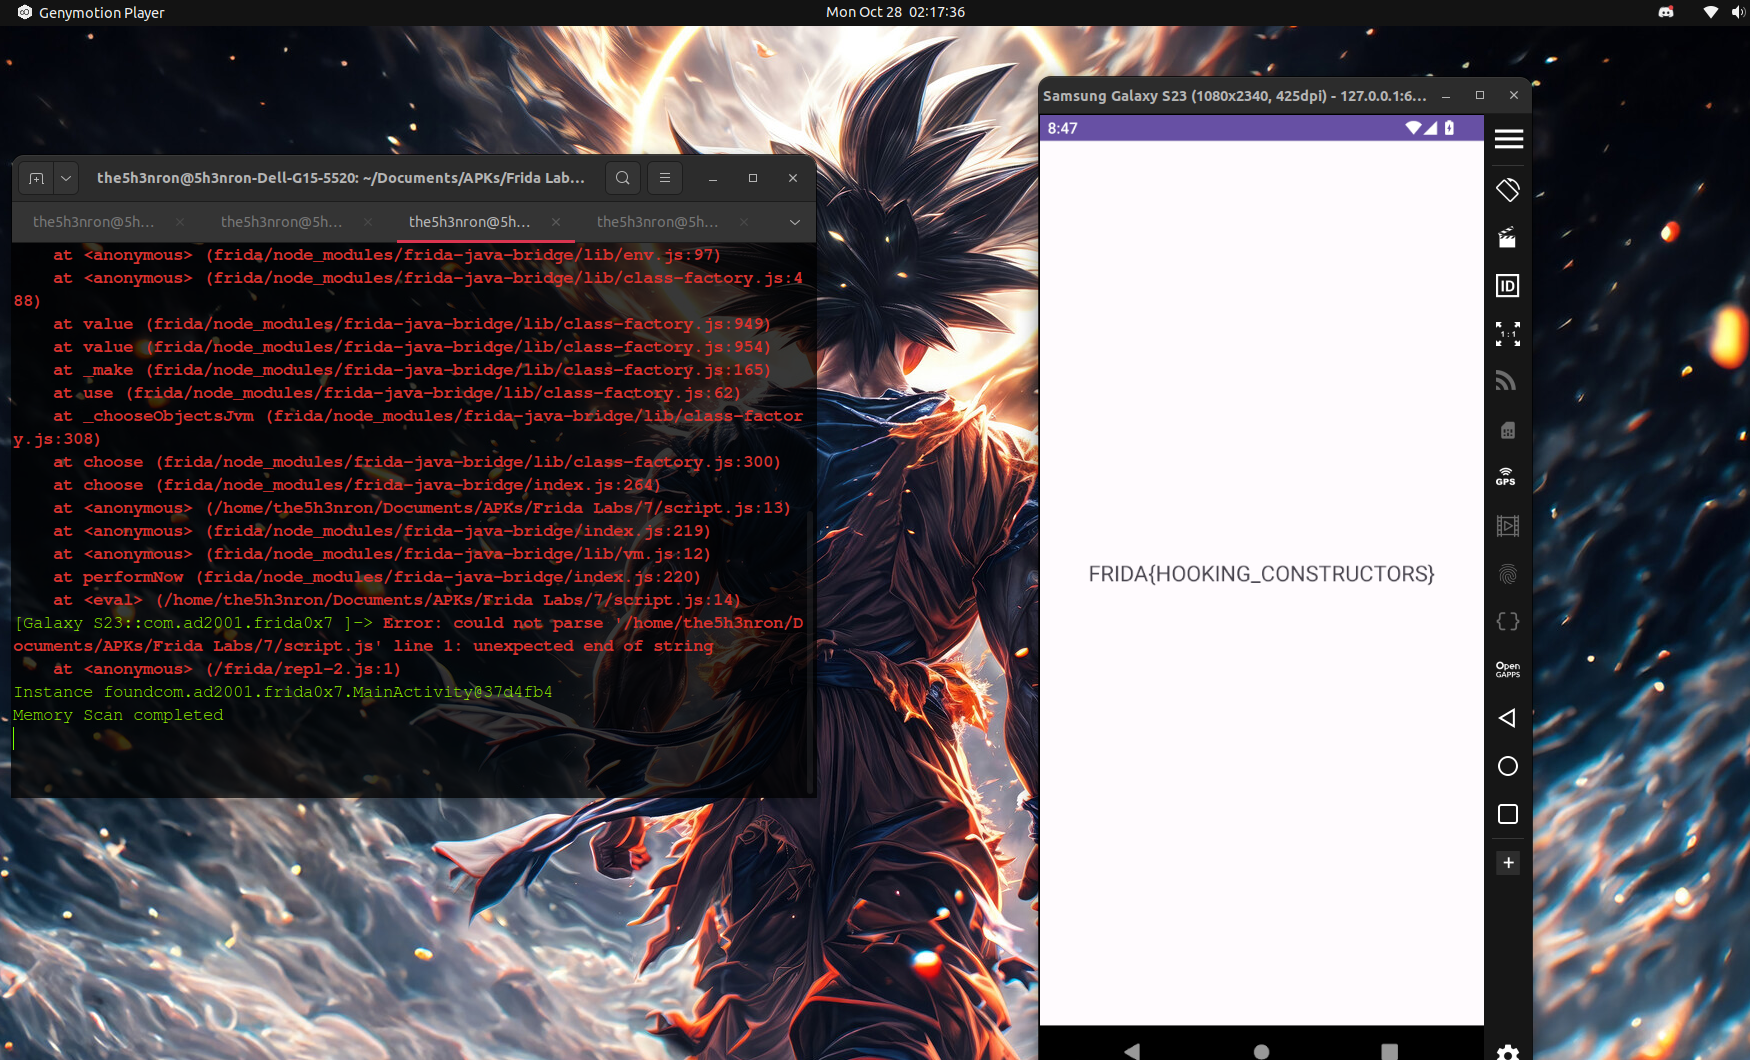 Genymotion Player
Mon Oct 28 02:17:36
the5h3nron@5h3nron-Dell-G15-5520: ~/Documents/APKs/Frida Lab...
the5h3nron@5h...
the5h3nron@5h...
the5h3nron@5h...
the5h3nron@5h...
at <anonymous> (frida/node_modules/frida-java-bridge/lib/env.js:97)
at <anonymous> (frida/node_modules/frida-java-bridge/lib/class-factory.js:4
88)
at value (frida/node_modules/frida-java-bridge/lib/class-factory.js:949)
at value (frida/node_modules/frida-java-bridge/lib/class-factory.js:954)
at _make (frida/node_modules/frida-java-bridge/lib/class-factory.js:165)
at use (frida/node_modules/frida-java-bridge/lib/class-factory.js:62)
at _chooseObjectsJvm (frida/node_modules/frida-java-bridge/lib/class-factor
y.js:308)
at choose (frida/node_modules/frida-java-bridge/lib/class-factory.js:300)
at choose (frida/node_modules/frida-java-bridge/index.js:264)
at <anonymous> (/home/the5h3nron/Documents/APKs/Frida Labs/7/script.js:13)
at <anonymous> (frida/node_modules/frida-java-bridge/index.js:219)
at <anonymous> (frida/node_modules/frida-java-bridge/lib/vm.js:12)
at performNow (frida/node_modules/frida-java-bridge/index.js:220)
at <eval> (/home/the5h3nron/Documents/APKs/Frida Labs/7/script.js:14)
[Galaxy S23::com.ad2001.frida0x7 ]-> Error: could not parse '/home/the5h3nron/D
ocuments/APKs/Frida Labs/7/script.js' line 1: unexpected end of string
at <anonymous> (/frida/repl-2.js:1)
Instance foundcom.ad2001.frida0x7.MainActivity@37d4fb4
Memory Scan completed
Samsung Galaxy S23 (1080x2340, 425dpi) - 127.0.0.1:6...
8:47
FRIDA{HOOKING_CONSTRUCTORS}
ID
1:1
GPS
Open
GAPPS